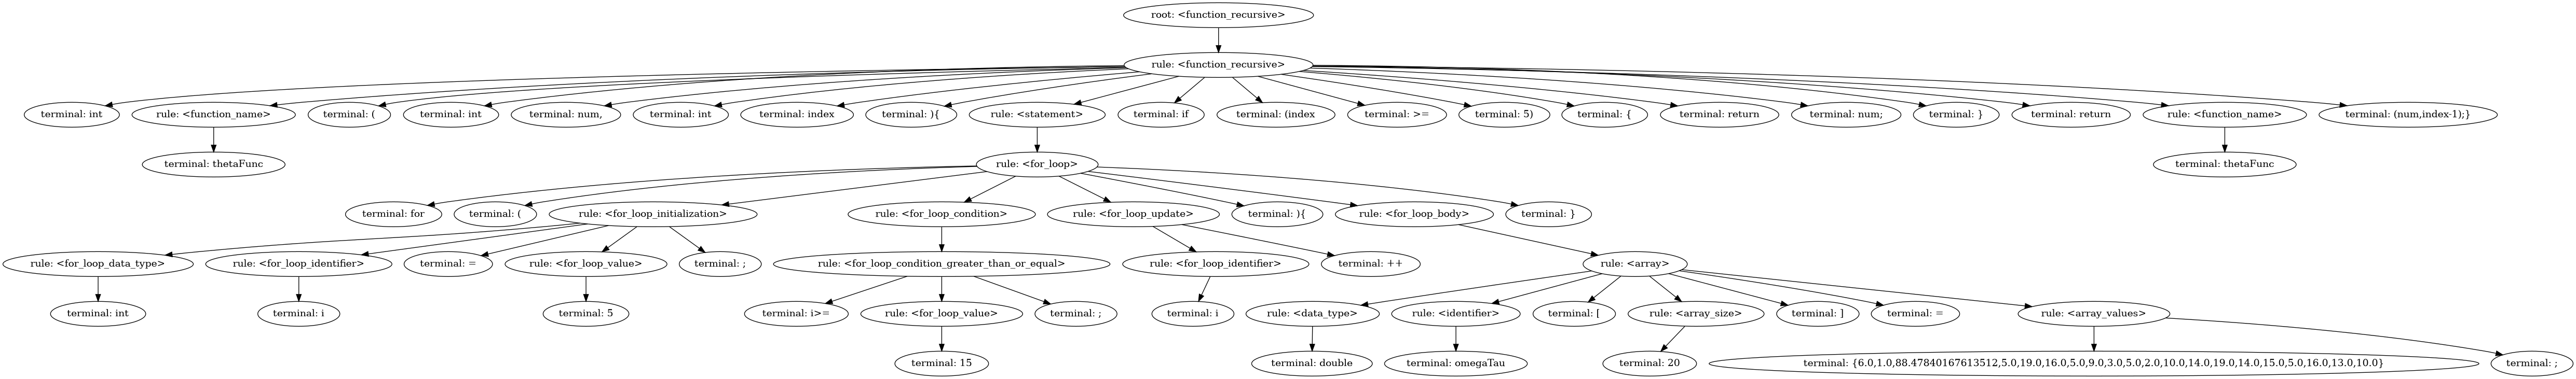 root: <function_recursive>
rule: <function_recursive>
terminal: int
rule: <function_name>
terminal: (
terminal: int
terminal: num,
terminal: int
terminal: index
terminal: ){
rule: <statement>
terminal: if
terminal: (index
terminal: >=
terminal: 5)
terminal: {
terminal: return
terminal: num;
terminal: }
terminal: return
rule: <function_name>
terminal: (num,index-1);}
terminal: thetaFunc
rule: <for_loop>
terminal: thetaFunc
terminal: for
terminal: (
rule: <for_loop_initialization>
rule: <for_loop_condition>
rule: <for_loop_update>
terminal: ){
rule: <for_loop_body>
terminal: }
rule: <for_loop_data_type>
rule: <for_loop_identifier>
terminal: =
rule: <for_loop_value>
terminal: ;
rule: <for_loop_condition_greater_than_or_equal>
rule: <for_loop_identifier>
terminal: ++
rule: <array>
terminal: int
terminal: i
terminal: 5
terminal: i>=
rule: <for_loop_value>
terminal: ;
terminal: i
rule: <data_type>
rule: <identifier>
terminal: [
rule: <array_size>
terminal: ]
terminal: =
rule: <array_values>
terminal: 15
terminal: double
terminal: omegaTau
terminal: 20
terminal: {6.0,1.0,88.47840167613512,5.0,19.0,16.0,5.0,9.0,3.0,5.0,2.0,10.0,14.0,19.0,14.0,15.0,5.0,16.0,13.0,10.0}
terminal: ;